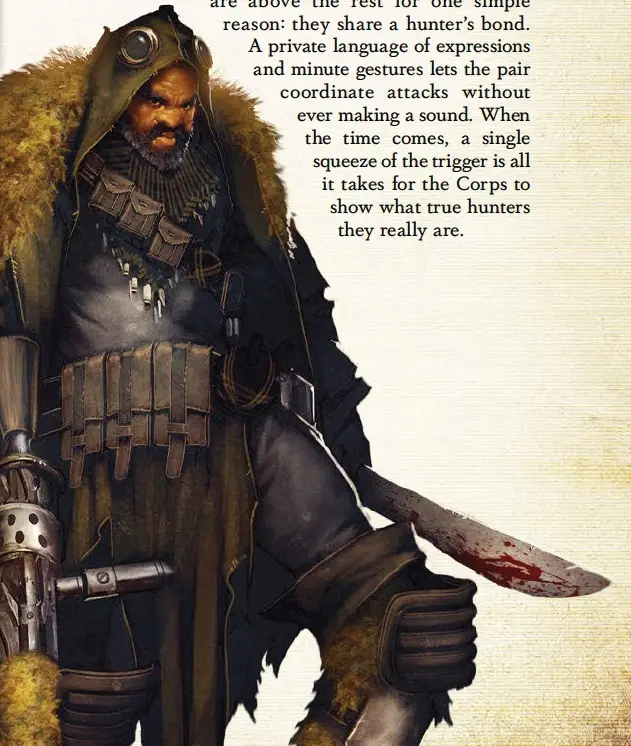 are above the rest for one simple
reason: they share a hunter's bond.
A private language of expressions
and minute gestures lets the pair
coordinate attacks without
ever making a sound. When
the time comes, a single
squeeze of the trigger is all
it takes for the Corps to
show what true hunters
they really are.